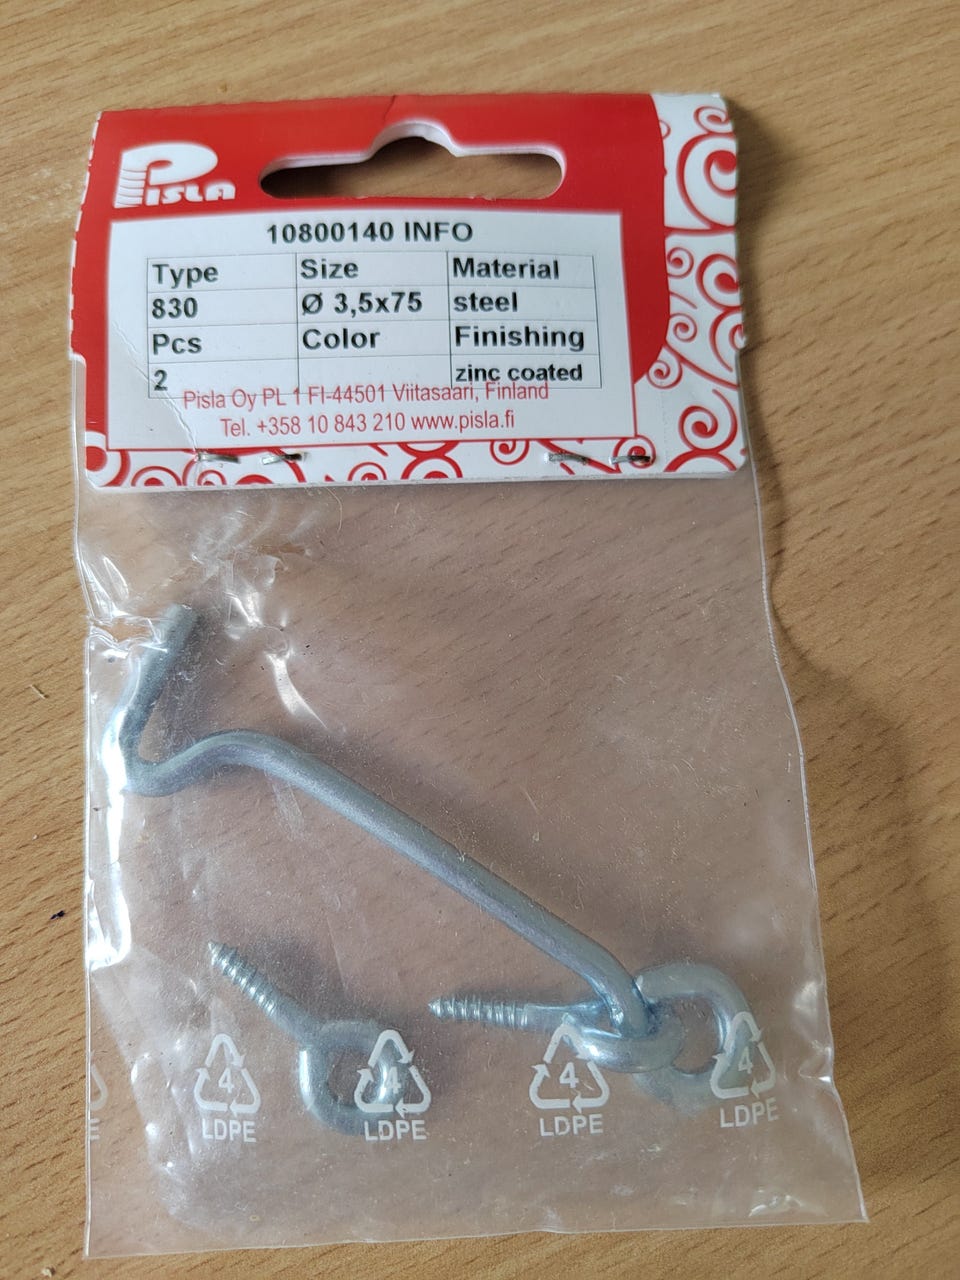 PISLA
10800140 INFO
Type Size Material
830 Ø 3,5x75 steel
Pcs Color Finishing
2 zinc coated
Pisla Oy PL 1 FI-44501 Viitasaari, Finland
Tel. +358 10 843 210 www.pisla.fi
4 4 4 4
E LDPE LDPE LDPE LDPE